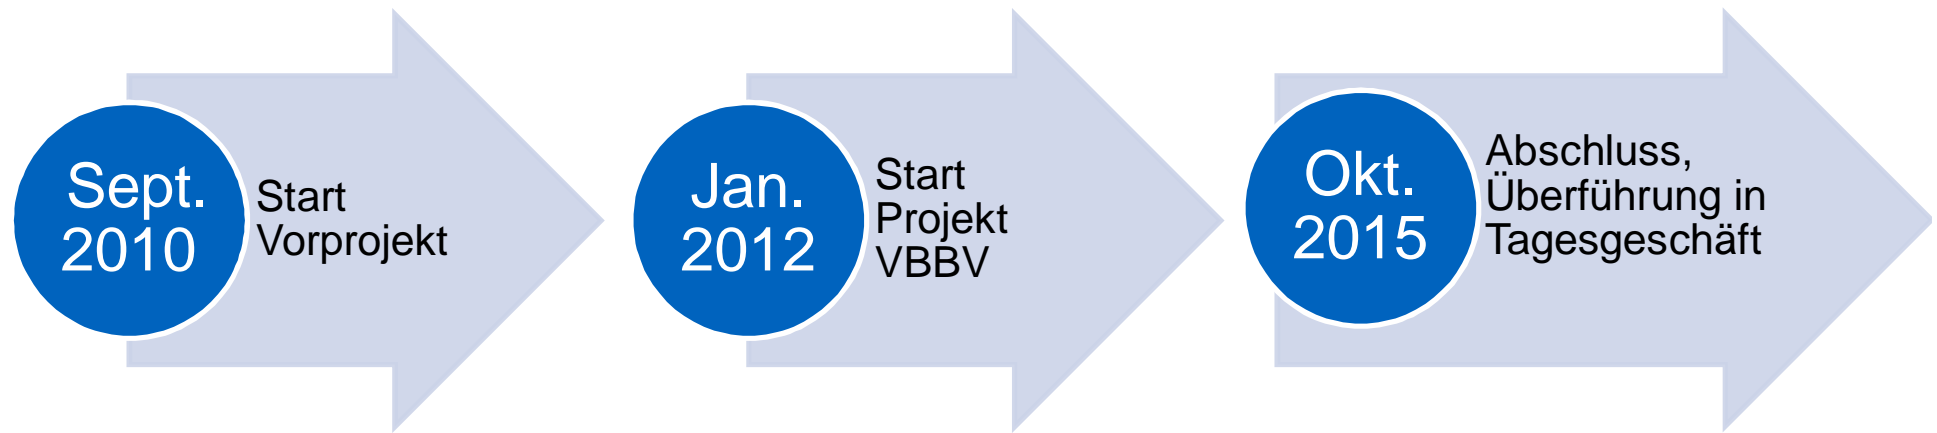 Sept.
2010
Start
Vorprojekt
Jan.
2012
Start
Projekt
VBBV
Okt.
2015
Abschluss,
Überführung in
Tagesgeschäft